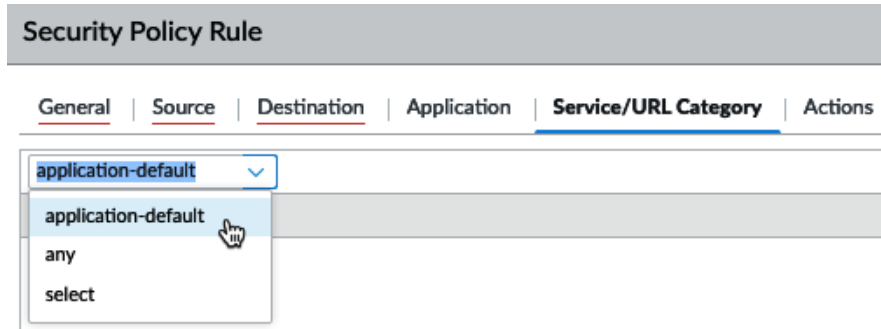 Security Policy Rule
General | Source | Destination | Application | Service/URL Category | Actions
application-default
application-default
any
select